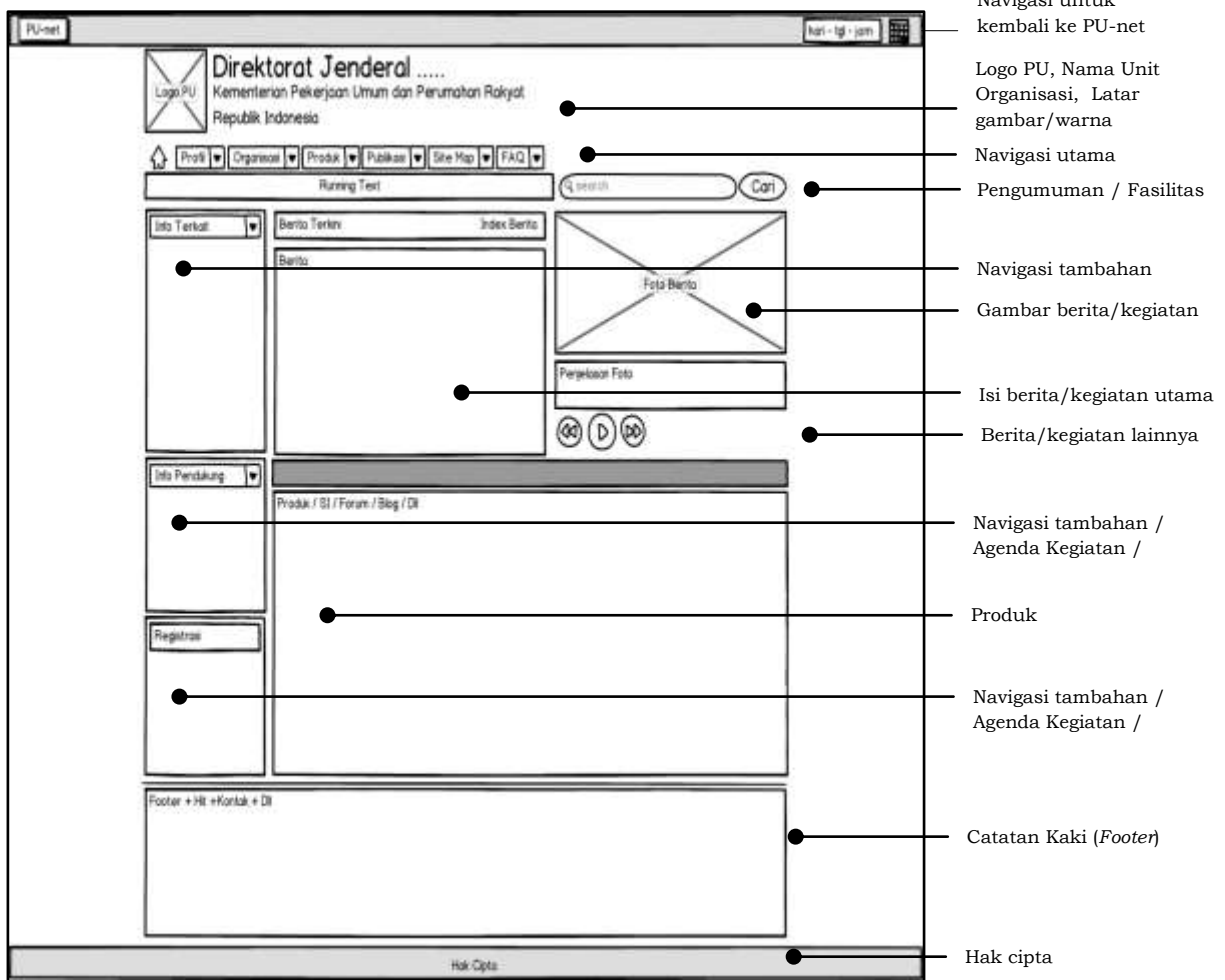 Navigasi untuk
kembali ke PU-net
PU-net
hari - tgl - jam
Logo PU
Direktorat Jenderal .....
Kementerian Pekerjaan Umum dan Perumahan Rakyat
Republik Indonesia
Logo PU, Nama Unit
Organisasi, Latar
gambar/warna
Profil
Organisasi
Produk
Publikasi
Site Map
FAQ
Navigasi utama
Running Text
search
Cari
Pengumuman / Fasilitas
Info Terkait
Berita Terkini
Index Berita
Berita
Foto Berita
Navigasi tambahan
Gambar berita/kegiatan
Penjelasan Foto
Isi berita/kegiatan utama
Berita/kegiatan lainnya
Info Pendukung
Produk / SI / Forum / Blog / Dll
Navigasi tambahan /
Agenda Kegiatan /
Produk
Registrasi
Navigasi tambahan /
Agenda Kegiatan /
Footer + Hit +Kontak + Dll
Catatan Kaki (Footer)
Hak Cipta
Hak cipta